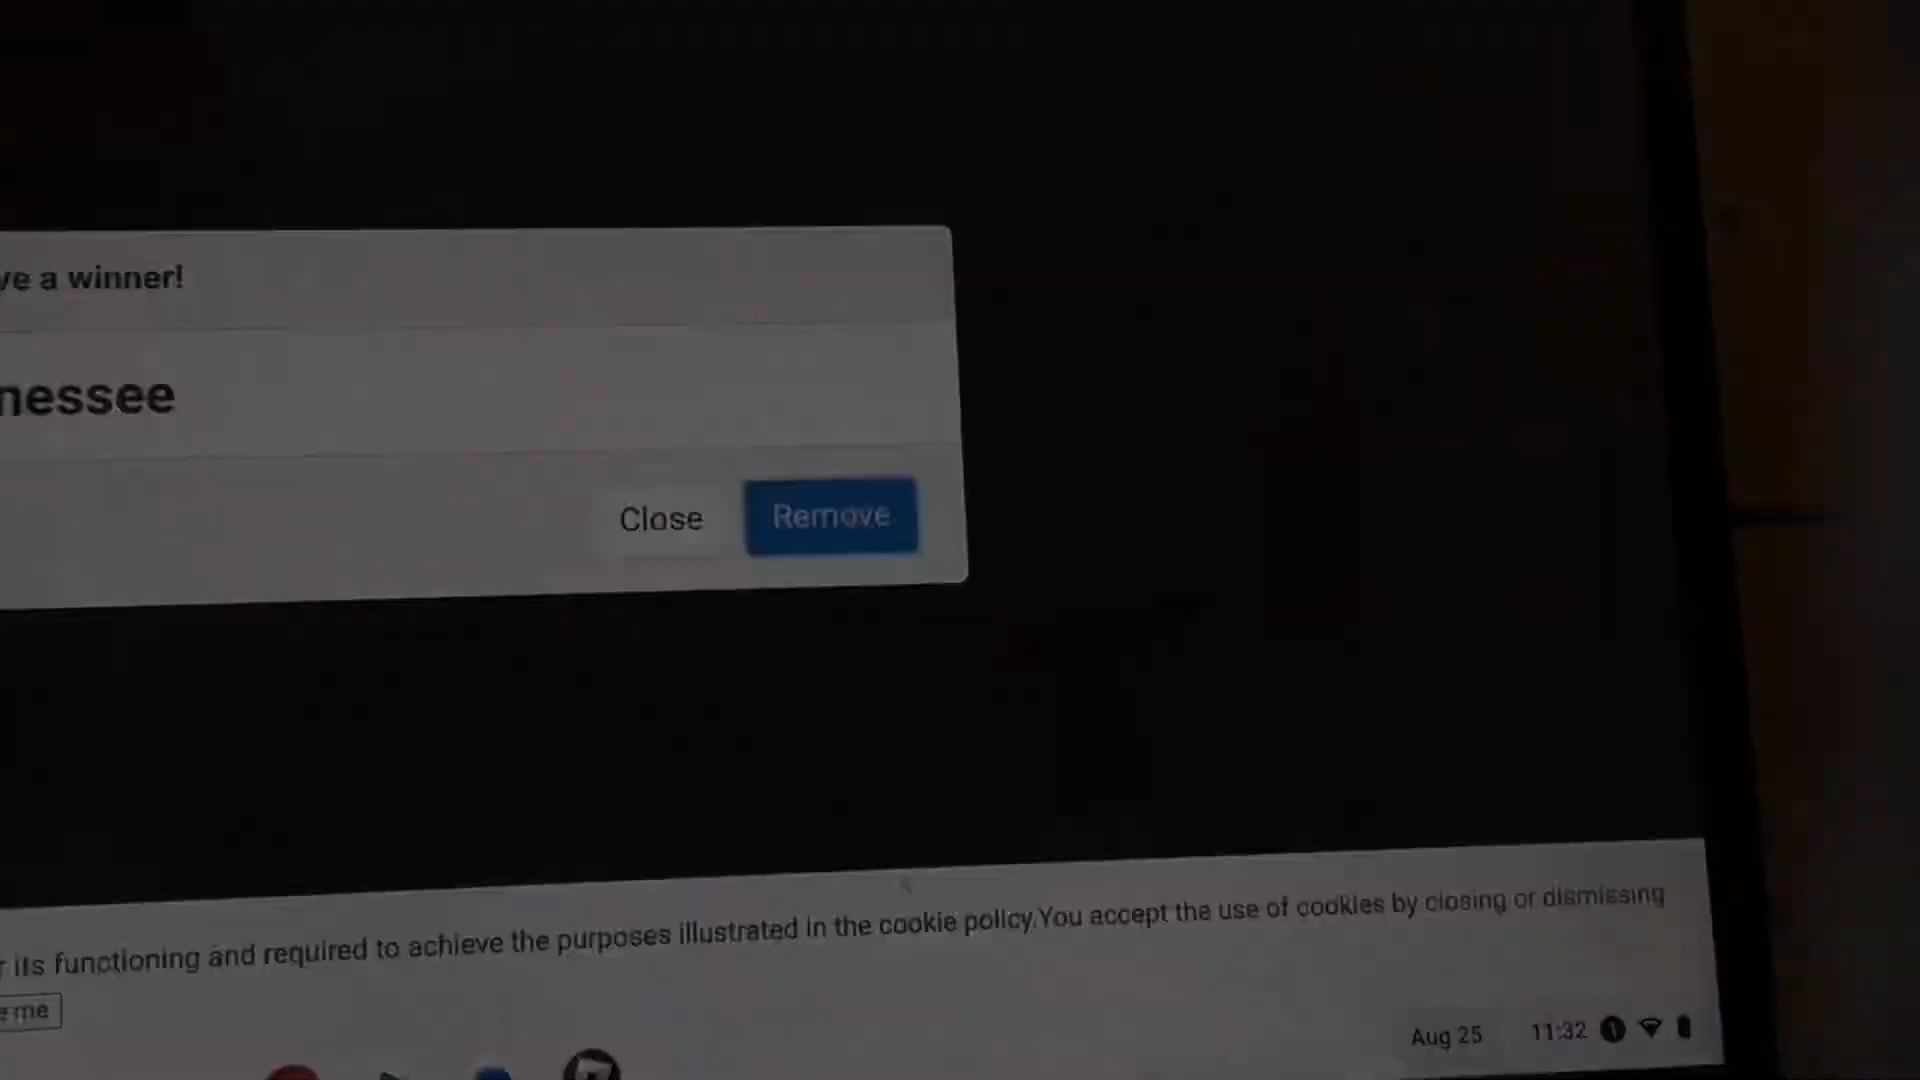 ve a winner!
nessee
Close Remove
r its functioning and required to achieve the purposes illustrated in the cookie policy.You accept the use of cookies by closing or dismissing
e me
Aug 25 11:32 1